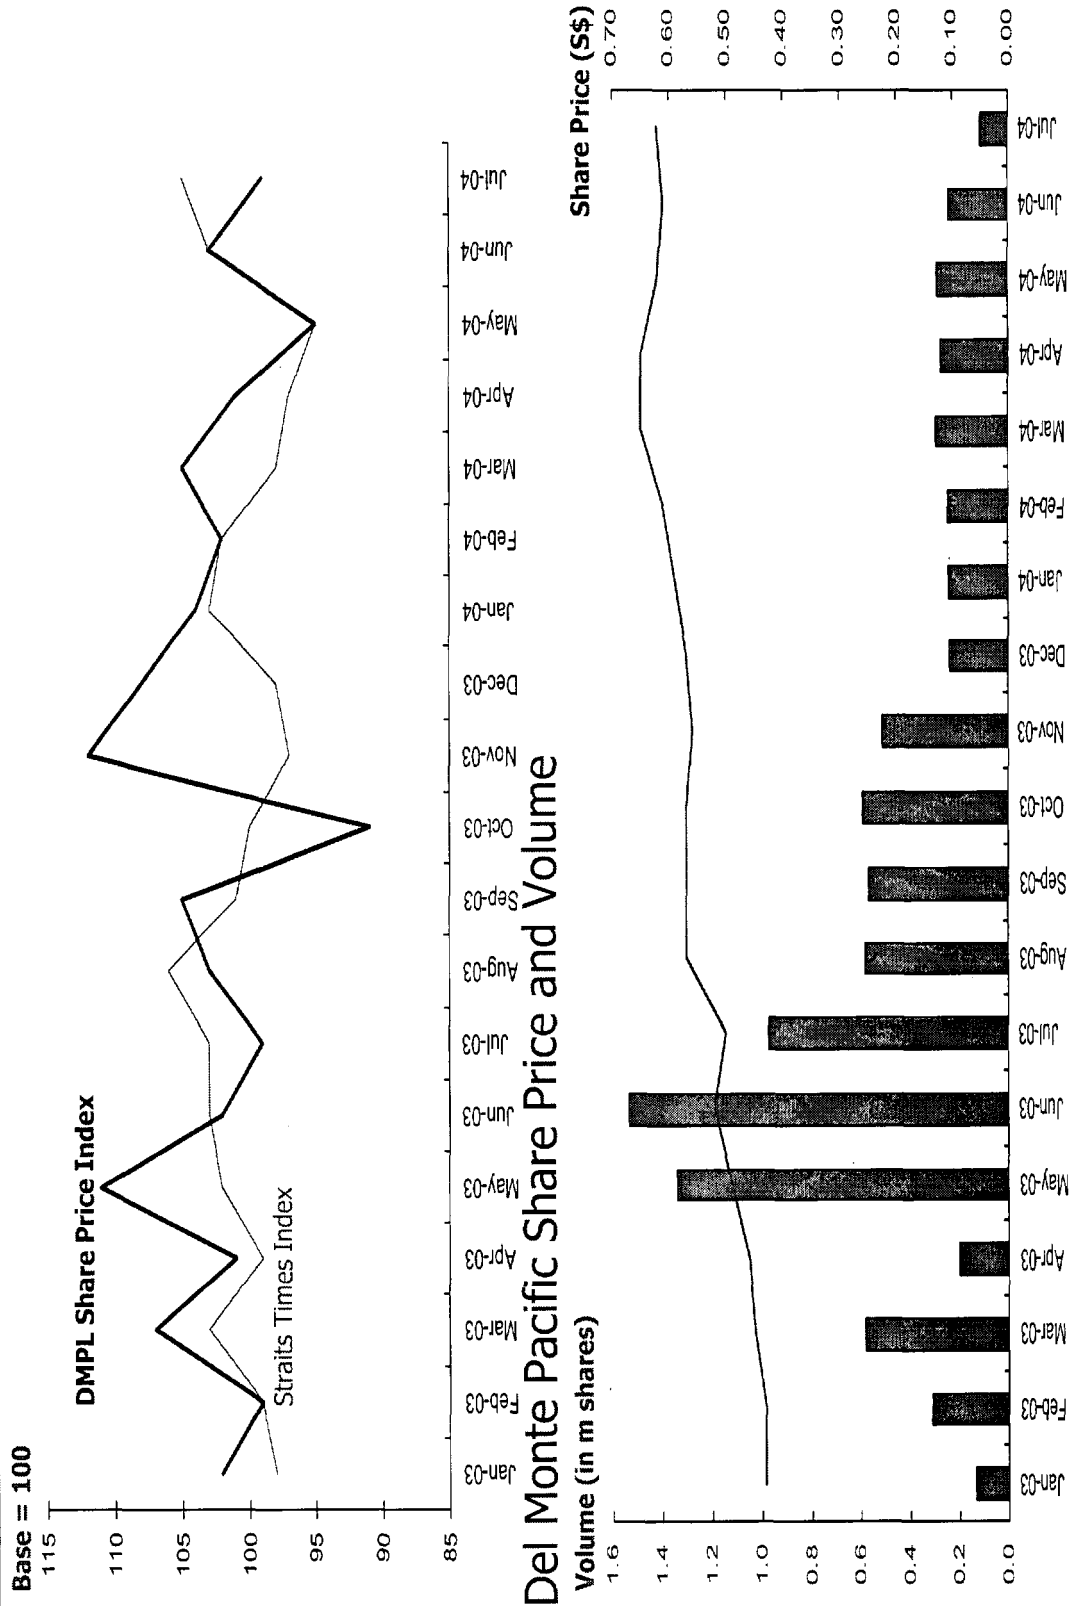 Base = 100
115
110
105
100
95
90
85
DMPL Share Price Index
Straits Times Index
Jan-03
Feb-03
Mar-03
Apr-03
May-03
Jun-03
Jul-03
Aug-03
Sep-03
Oct-03
Nov-03
Dec-03
Jan-04
Feb-04
Mar-04
Apr-04
May-04
Jun-04
Jul-04
Del Monte Pacific Share Price and Volume
Volume (in m shares)
Share Price (S$)
1.6
1.4
1.2
1.0
0.8
0.6
0.4
0.2
0.0
0.70
0.60
0.50
0.40
0.30
0.20
0.10
0.00
Jan-03
Feb-03
Mar-03
Apr-03
May-03
Jun-03
Jul-03
Aug-03
Sep-03
Oct-03
Nov-03
Dec-03
Jan-04
Feb-04
Mar-04
Apr-04
May-04
Jun-04
Jul-04